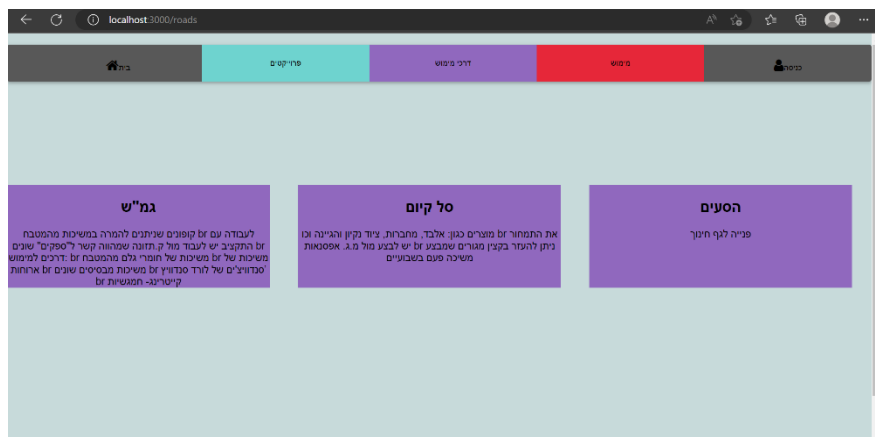 localhost:3000/roads
בית
פרוייקטים
דרכי מימוש
מימוש
כניסה
גמ"ש
קופונים שניתנים להמרה במשיכות מהמטבח br לעבודה עם
br התקציב יש לעבוד מול ק.תזונה שמהווה קשר ל"ספקים" שונים
דרכים למימוש: br משיכות של חומרי גלם מהמטבח br משיכות של
ארוחות br משיכות מבסיסים שונים br סנדוויצ'ים של לורד סנדוויץ'
br קייטרינג- חמגשיות
סל קיום
מוצרים כגון: אלבד, מחברות, ציוד נקיון והגיינה וכו br את התמחור
יש לבצע מול מ.ג. אפסנאות br ניתן להעזר בקצין מגורים שמבצע
משיכה פעם בשבועיים
הסעים
פנייה לגף חינוך